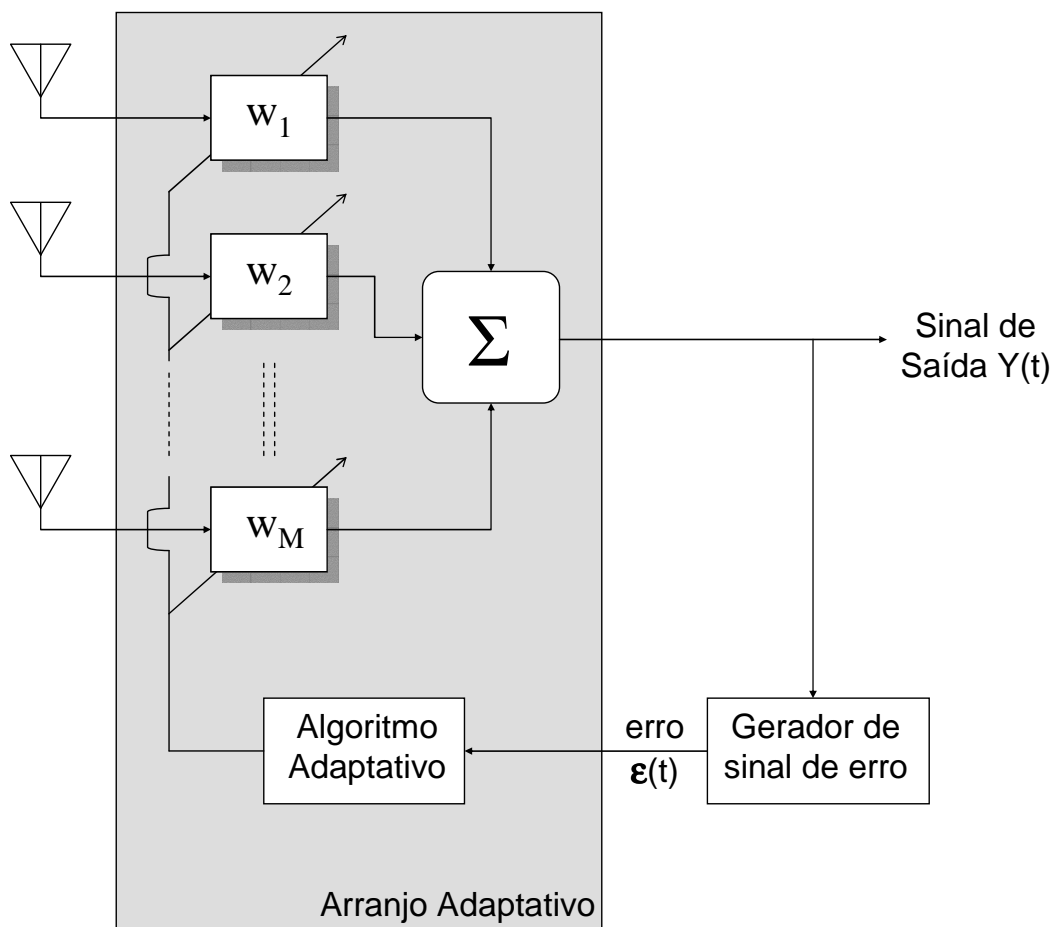 w1
w2
Σ
Sinal de
Saída Y(t)
wM
Algoritmo
Adaptativo
erro
ε(t)
Gerador de
sinal de erro
Arranjo Adaptativo